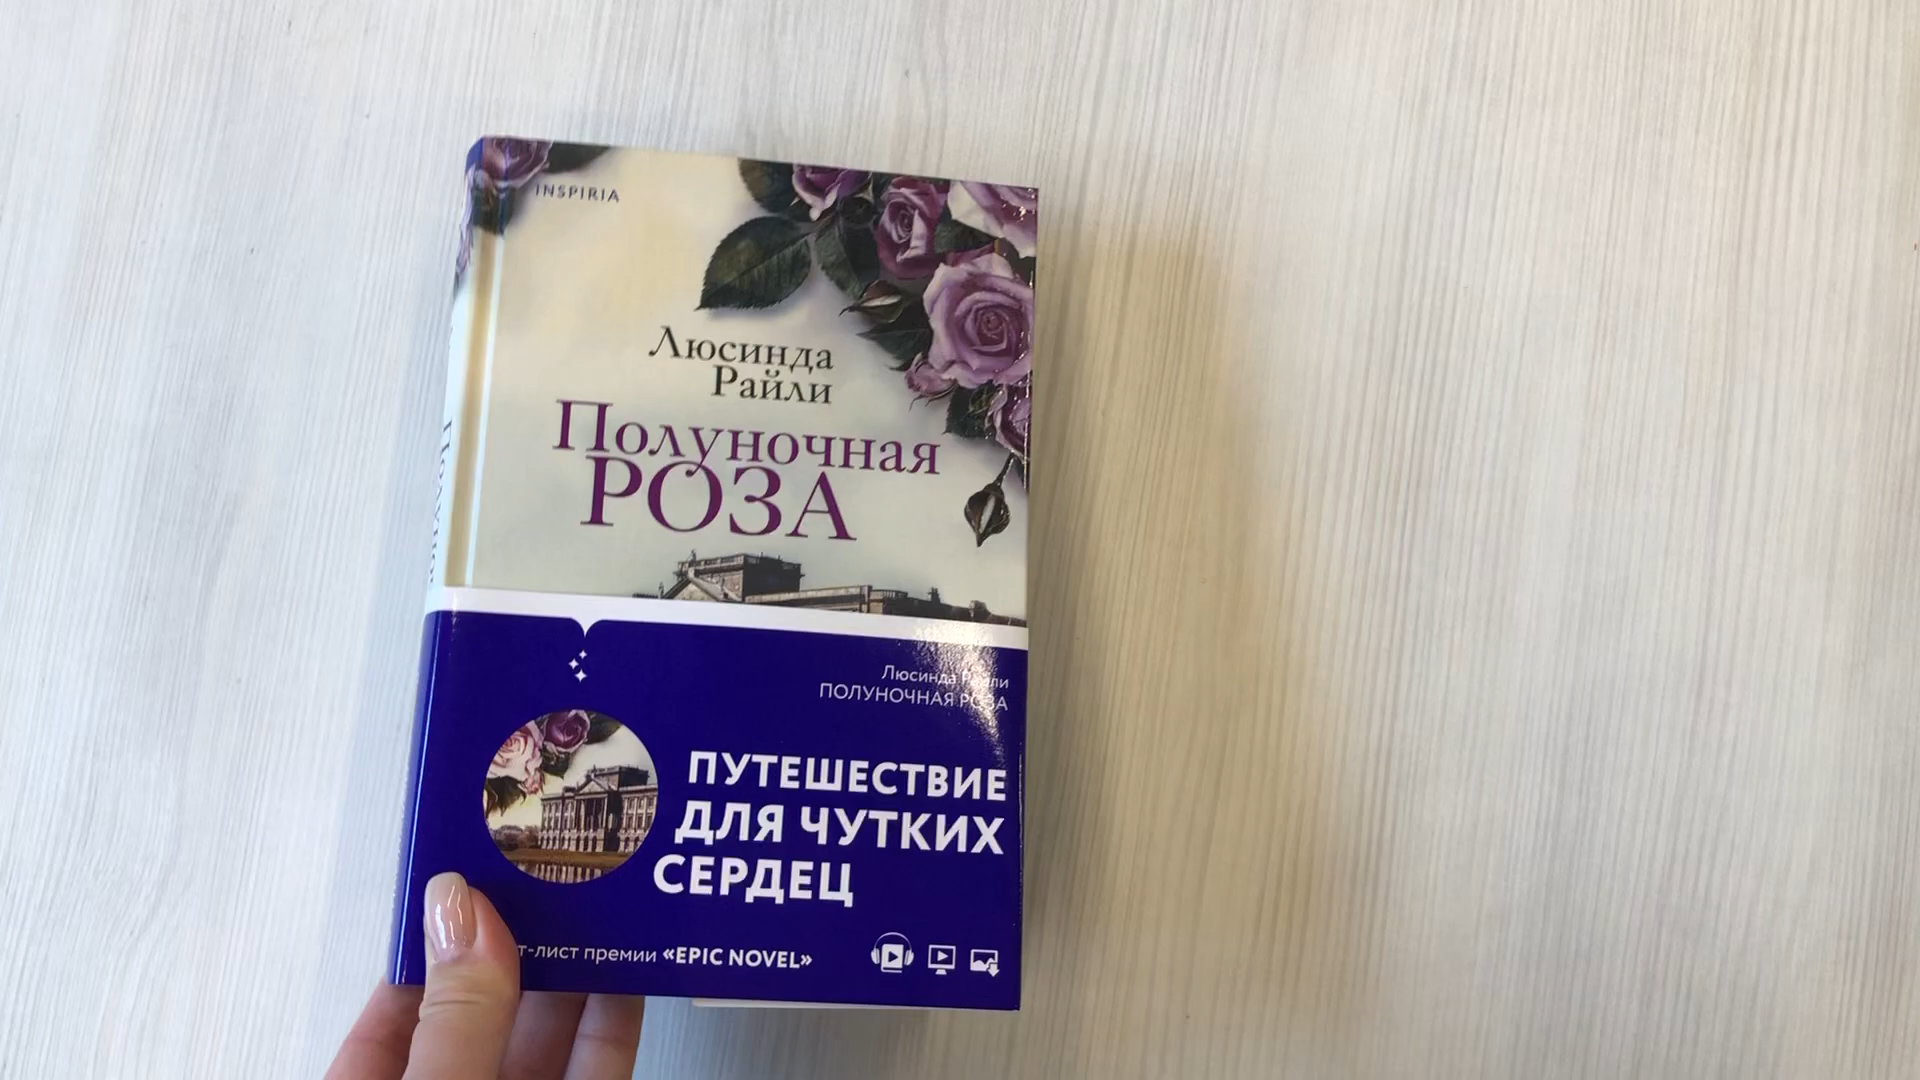 INSPIRIA
Люсинда
Райли
Полуночная
РОЗА
Люсинда Райли
ПОЛУНОЧНАЯ РОЗА
ПУТЕШЕСТВИЕ
ДЛЯ ЧУТКИХ
СЕРДЕЦ
т-лист премии «EPIC NOVEL»